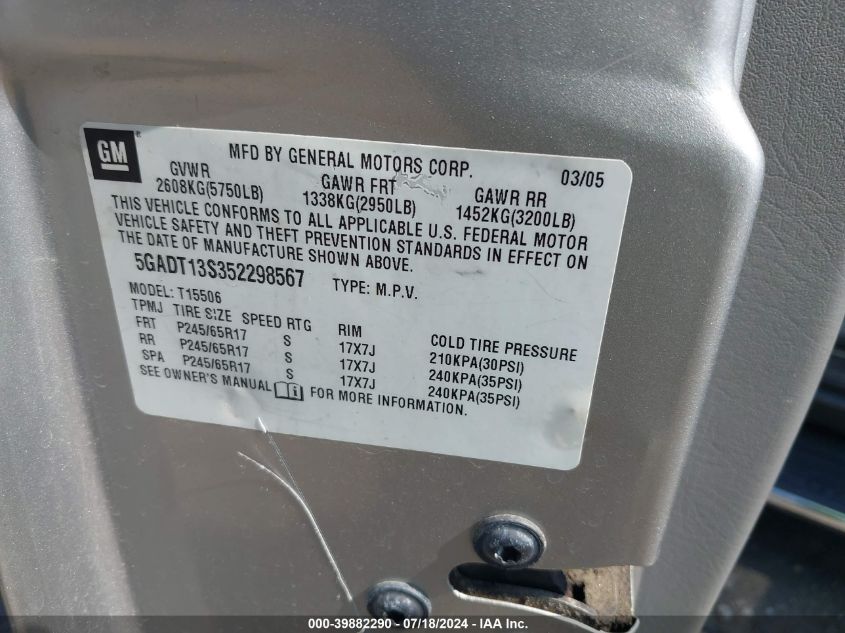 GM
MFD BY GENERAL MOTORS CORP. 03/05
GVWR GAWR FRT GAWR RR
2608KG(5750LB) 1338KG(2950LB) 1452KG(3200LB)
THIS VEHICLE CONFORMS TO ALL APPLICABLE U.S. FEDERAL MOTOR
VEHICLE SAFETY AND THEFT PREVENTION STANDARDS IN EFFECT ON
THE DATE OF MANUFACTURE SHOWN ABOVE.
5GADT13S352298567 TYPE: M.P.V.
MODEL: T15506
TPMJ TIRE SIZE SPEED RTG RIM COLD TIRE PRESSURE
FRT P245/65R17 S 17X7J 210KPA(30PSI)
RR P245/65R17 S 17X7J 240KPA(35PSI)
SPA P245/65R17 S 17X7J 240KPA(35PSI)
SEE OWNER'S MANUAL FOR MORE INFORMATION.
000-39882290 - 07/18/2024 - IAAI, Inc.